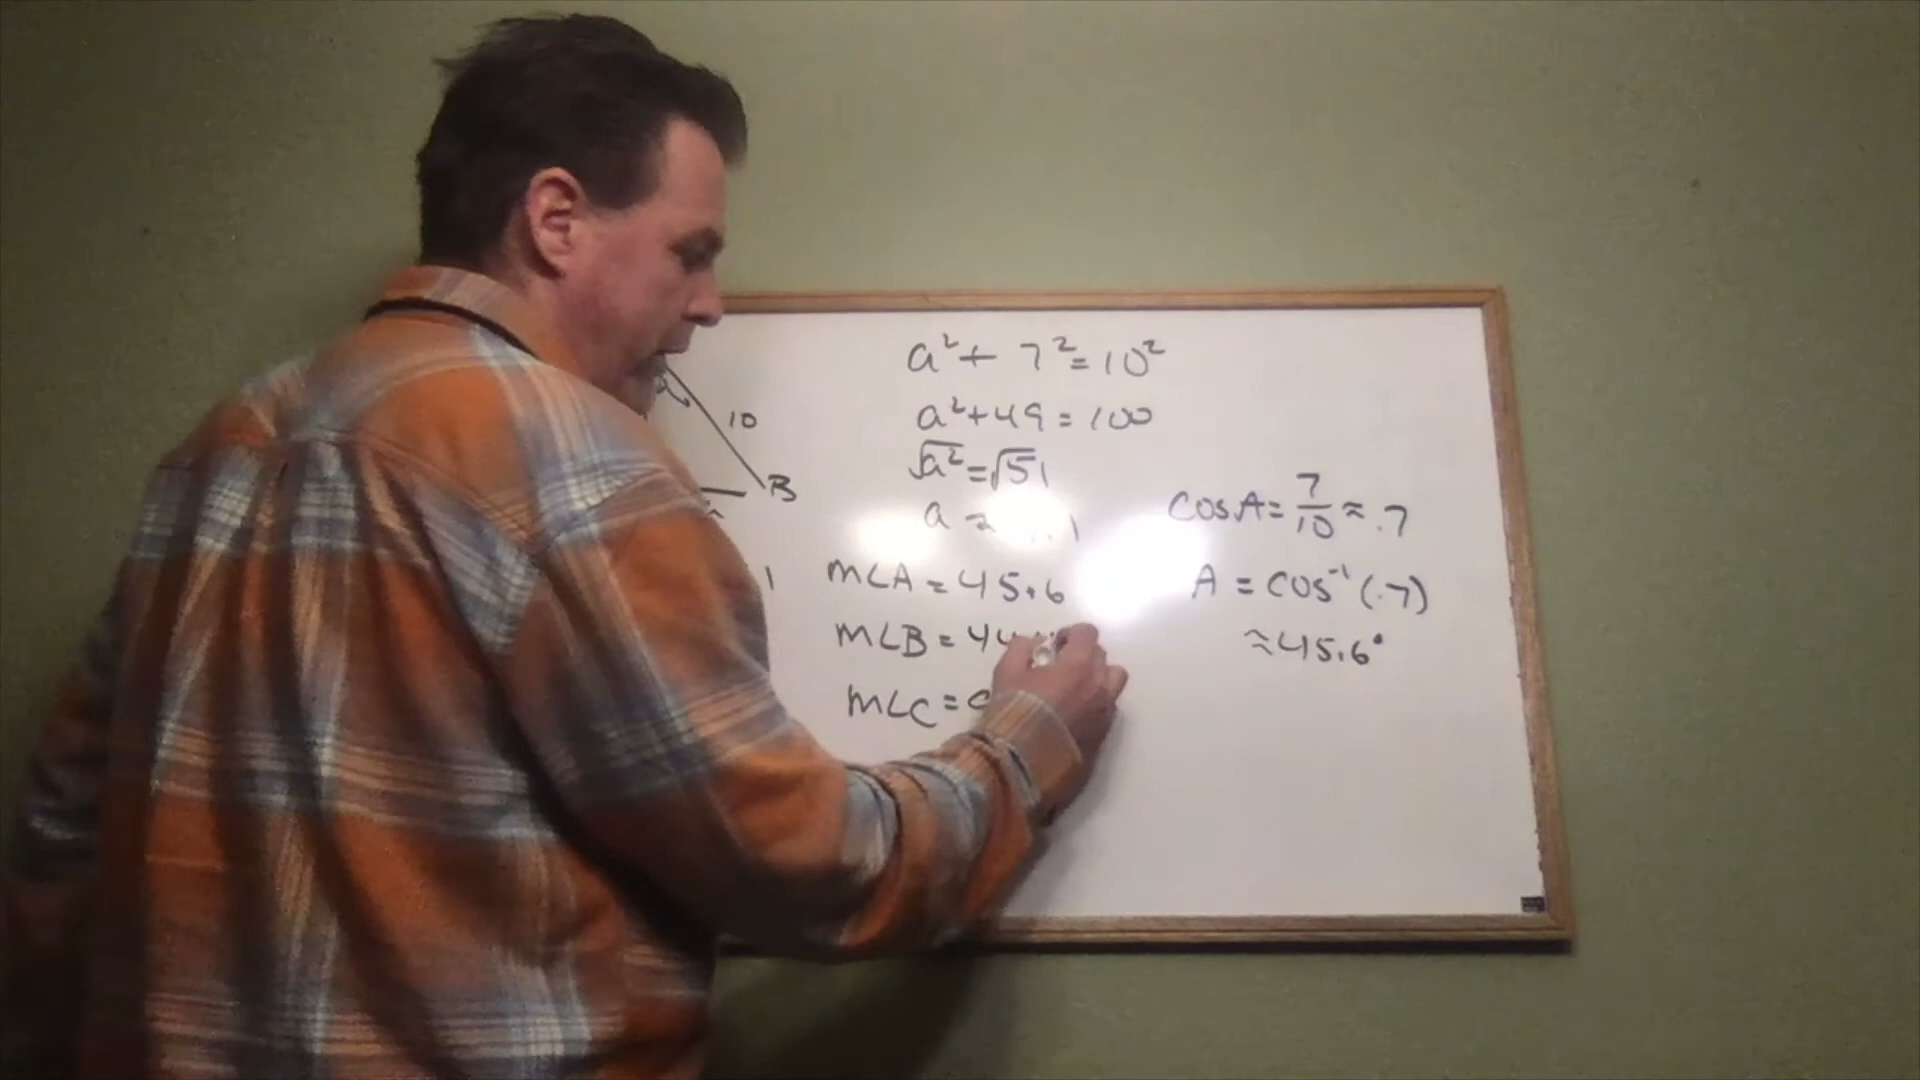 10
B
a² + 7² = 10²
a² + 49 = 100
√a² = √51
a ≈
m∠A = 45.6
m∠B = 44
m∠C =
cos A = 7/10 ≈ .7
A = cos⁻¹(.7)
≈ 45.6°